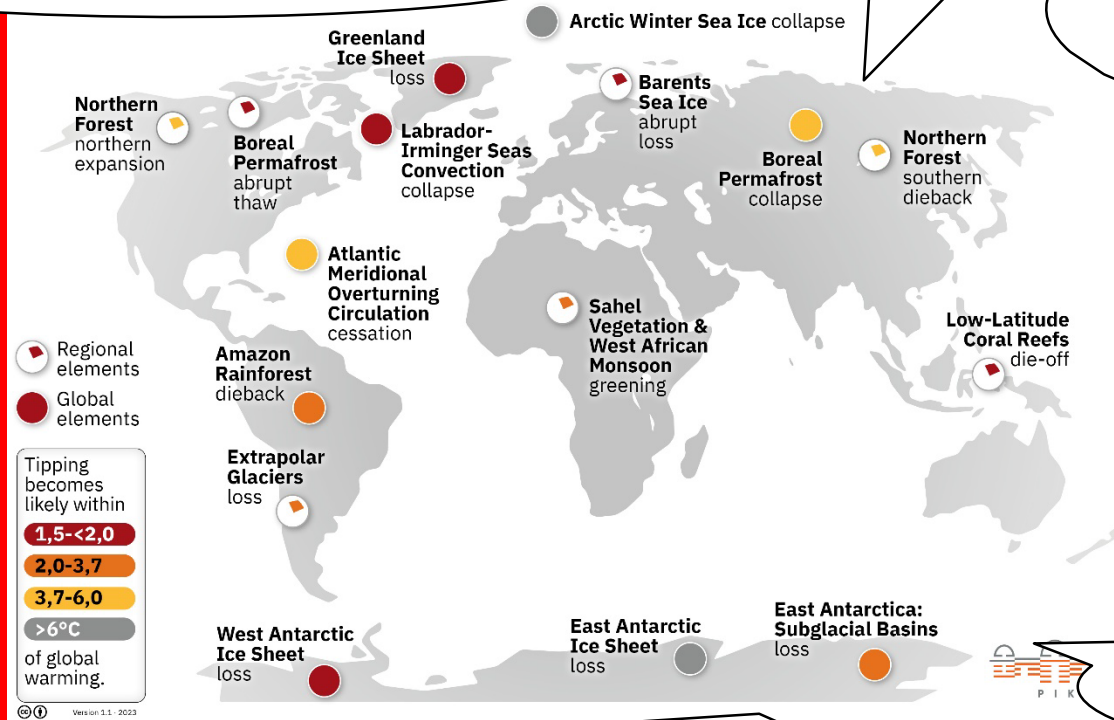 Arctic Winter Sea Ice collapse
Greenland
Ice Sheet
loss
Barents
Sea Ice
abrupt
loss
Northern
Forest
northern
expansion
Boreal
Permafrost
abrupt
thaw
Labrador-
Irminger Seas
Convection
collapse
Boreal
Permafrost
collapse
Northern
Forest
southern
dieback
Atlantic
Meridional
Overturning
Circulation
cessation
Sahel
Vegetation &
West African
Monsoon
greening
Low-Latitude
Coral Reefs
die-off
Regional
elements
Global
elements
Amazon
Rainforest
dieback
Extrapolar
Glaciers
loss
Tipping
becomes
likely within
1,5-<2,0
2,0-3,7
3,7-6,0
>6°C
of global
warming.
West Antarctic
Ice Sheet
loss
East Antarctic
Ice Sheet
loss
East Antarctica:
Subglacial Basins
loss
P I K
cc
Version 1.1 - 2023